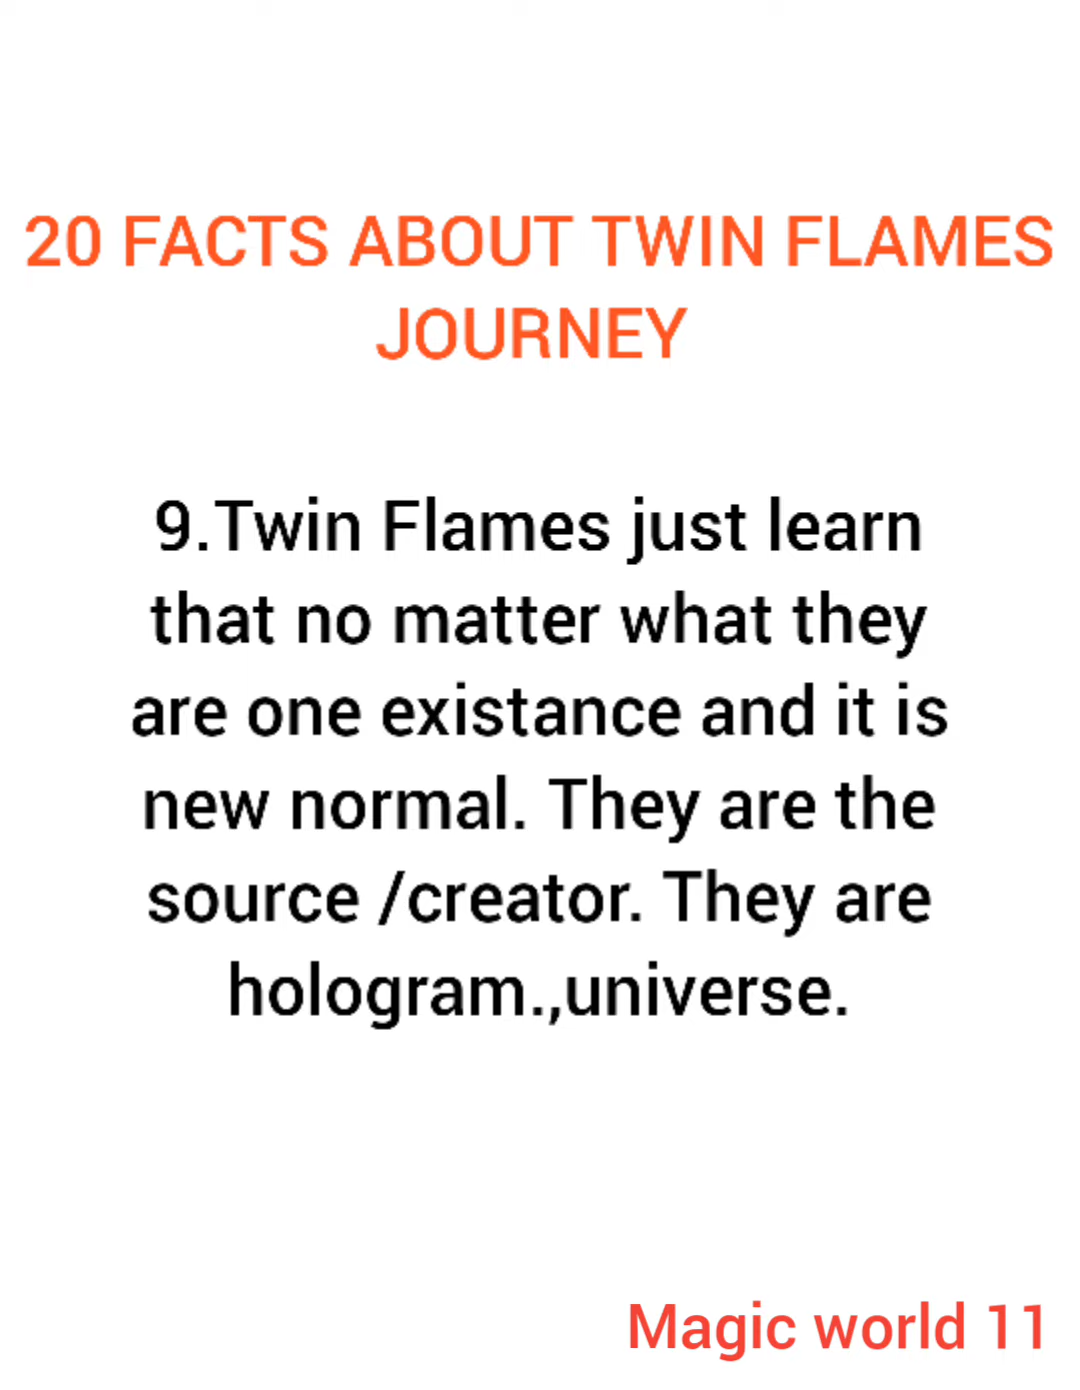 20 FACTS ABOUT TWIN FLAMES
JOURNEY
9.Twin Flames just learn
that no matter what they
are one existance and it is
new normal. They are the
source /creator. They are
hologram.,universe.
Magic world 11